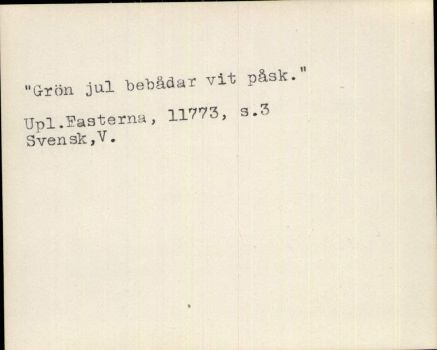 "Grön jul bebådar vit påsk."
Upl.Fasterna, 11773, s.3
Svensk,V.